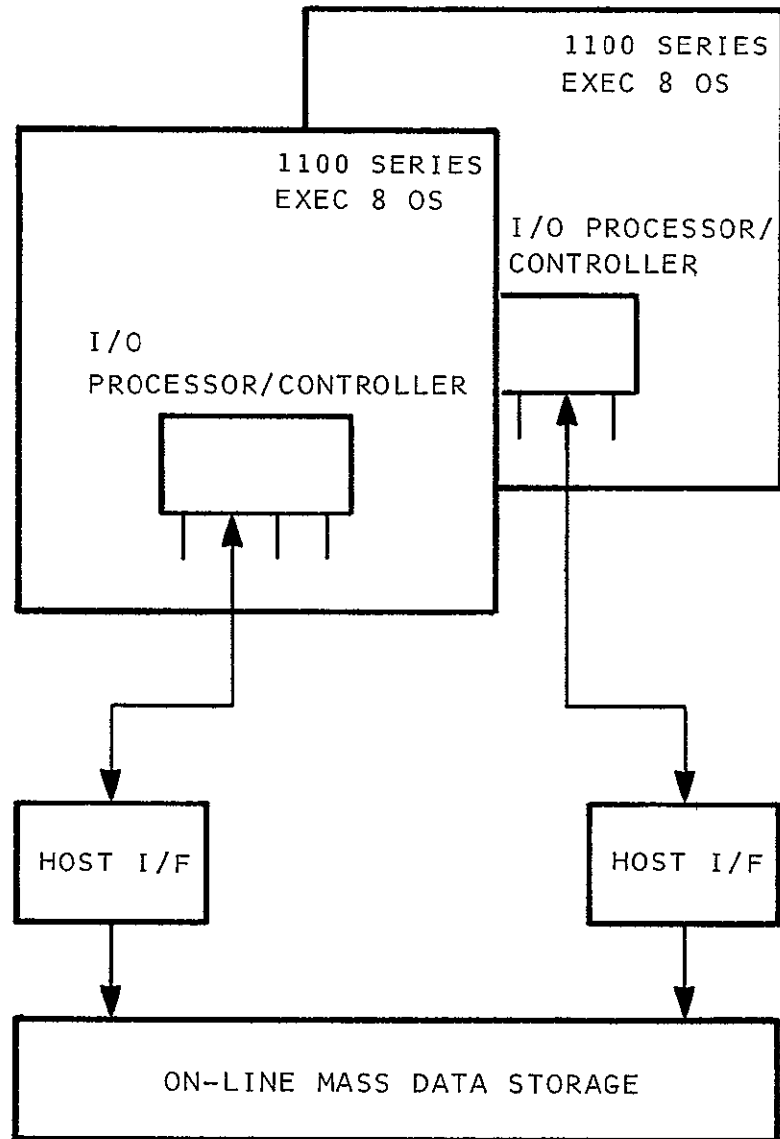 1100 SERIES
EXEC 8 OS
1100 SERIES
EXEC 8 OS
I/O PROCESSOR/
CONTROLLER
I/O
PROCESSOR/CONTROLLER
HOST I/F
HOST I/F
ON-LINE MASS DATA STORAGE